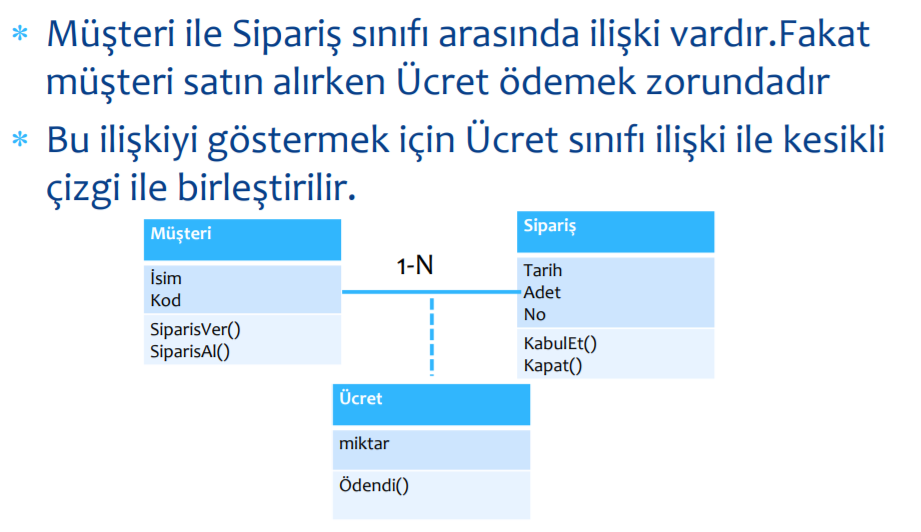 * Müşteri ile Sipariş sınıfı arasında ilişki vardır.Fakat
müşteri satın alırken Ücret ödemek zorundadır
* Bu ilişkiyi göstermek için Ücret sınıfı ilişki ile kesikli
çizgi ile birleştirilir.
Müşteri
İsim
Kod
SiparisVer()
SiparisAl()
1-N
Sipariş
Tarih
Adet
No
KabulEt()
Kapat()
Ücret
miktar
Ödendi()